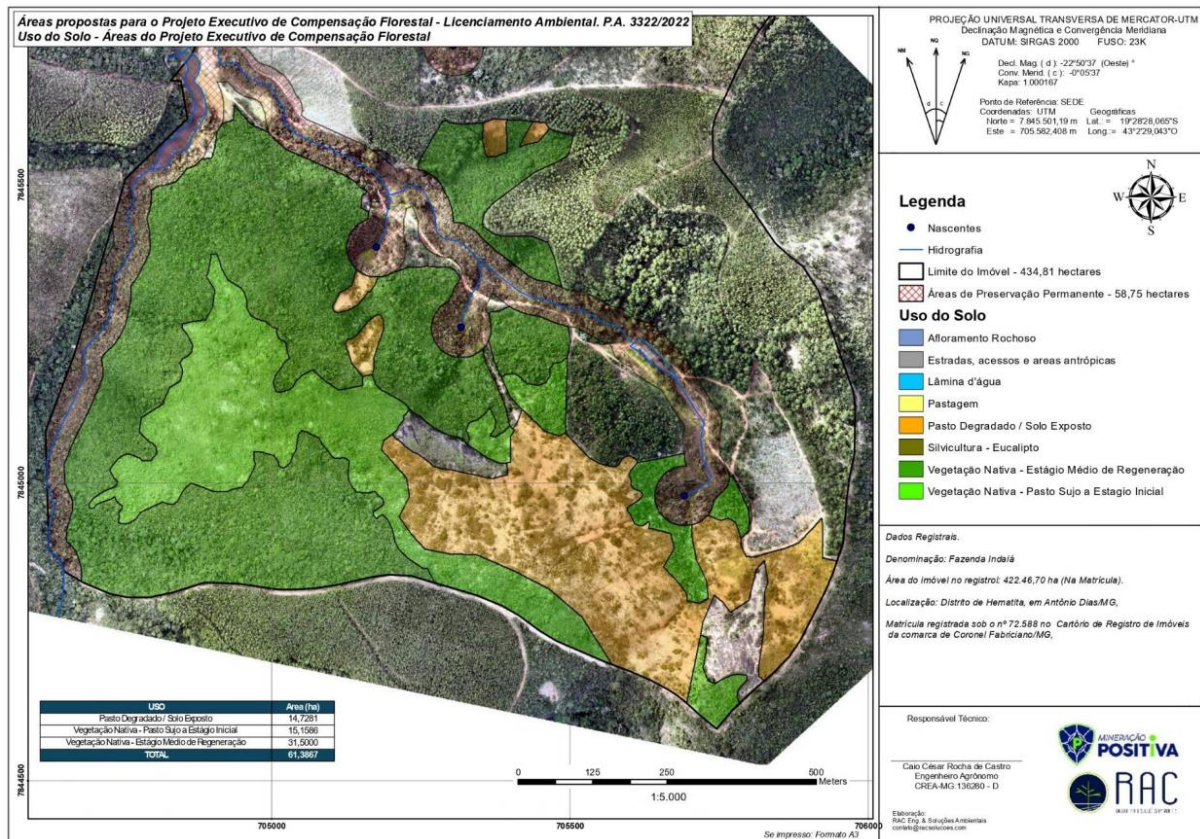 Áreas propostas para o Projeto Executivo de Compensação Florestal - Licenciamento Ambiental. P.A. 3322/2022
Uso do Solo - Áreas do Projeto Executivo de Compensação Florestal
PROJEÇÃO UNIVERSAL TRANSVERSA DE MERCATOR-UTM
Declinação Magnética e Convergência Meridiana
DATUM: SIRGAS 2000 FUSO: 23K
NM NQ NG
d c
Decl. Mag. ( d ): -22°50'37 (Oeste) °
Conv. Merid. ( c ): -0°05'37
Kapa: 1.000167
Ponto de Referência: SEDE
Coordenadas: UTM Geográficas
Norte = 7.845.501,19 m Lat.: = 19°28'28,065"S
Este = 705.582,408 m Long.:= 43°2'29,043"O
N
W E
S
Legenda
Nascentes
Hidrografia
Limite do Imóvel - 434,81 hectares
Áreas de Preservação Permanente - 58,75 hectares
Uso do Solo
Afloramento Rochoso
Estradas, acessos e areas antrópicas
Lâmina d'água
Pastagem
Pasto Degradado / Solo Exposto
Silvicultura - Eucalipto
Vegetação Nativa - Estágio Médio de Regeneração
Vegetação Nativa - Pasto Sujo a Estagio Inicial
Dados Registrais.
Denominação: Fazenda Indaiá
Área do imóvel no registrol: 422.46,70 ha (Na Matrícula).
Localização: Distrito de Hematita, em Antônio Dias/MG,
Matrícula registrada sob o nº 72.588 no Cartório de Registro de Imóveis
da comarca de Coronel Fabriciano/MG,
Responsável Técnico:
Caio César Rocha de Castro
Engenheiro Agrônomo
CREA-MG:136280 - D
Elaboração:
RAC Eng. & Soluções Ambientais
contato@racsolucoes.com
P
MINERAÇÃO
POSITIVA
RAC
7845500
7845000
7844500
USO Area (ha)
Pasto Degradado / Solo Exposto 14,7281
Vegetação Nativa - Pasto Sujo a Estágio Inicial 15,1586
Vegetação Nativa - Estágio Médio de Regeneração 31,5000
TOTAL 61,3867
0 125 250 500
Meters
1:5.000
705000 705500 706000
Se impresso: Formato A3